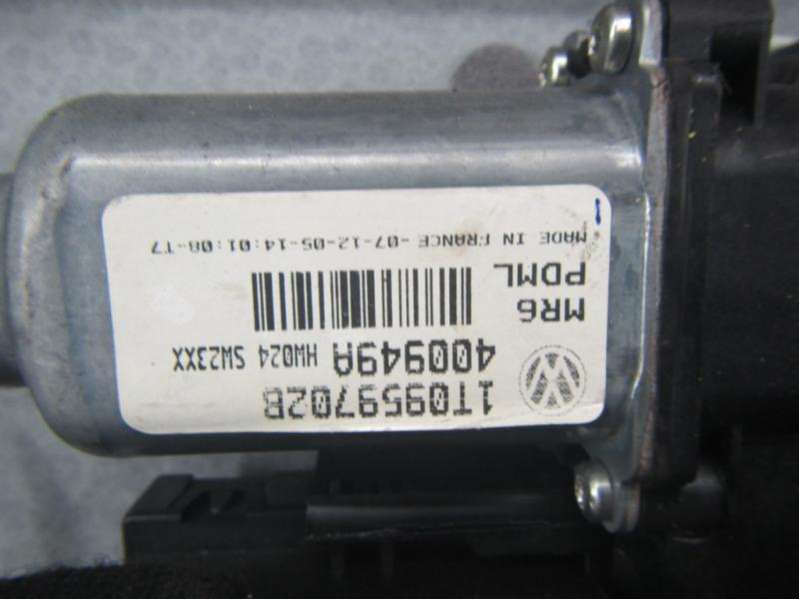 1T0959702B
400949A HW024 SW23XX
MR6
PDML
MADE IN FRANCE -07-12-05-14:01:08-T7